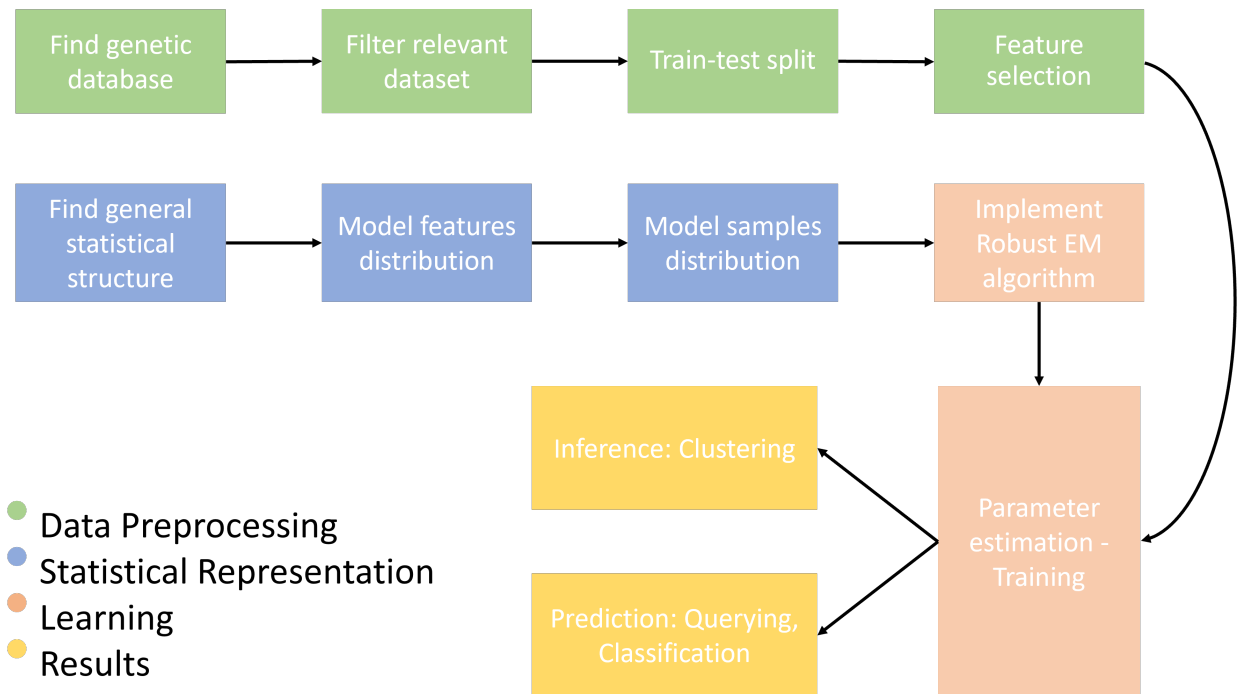 Find genetic
database
Filter relevant
dataset
Train-test split
Feature
selection
Find general
statistical
structure
Model features
distribution
Model samples
distribution
Implement
Robust EM
algorithm
Inference: Clustering
Parameter
estimation -
Training
Prediction: Querying,
Classification
Data Preprocessing
Statistical Representation
Learning
Results